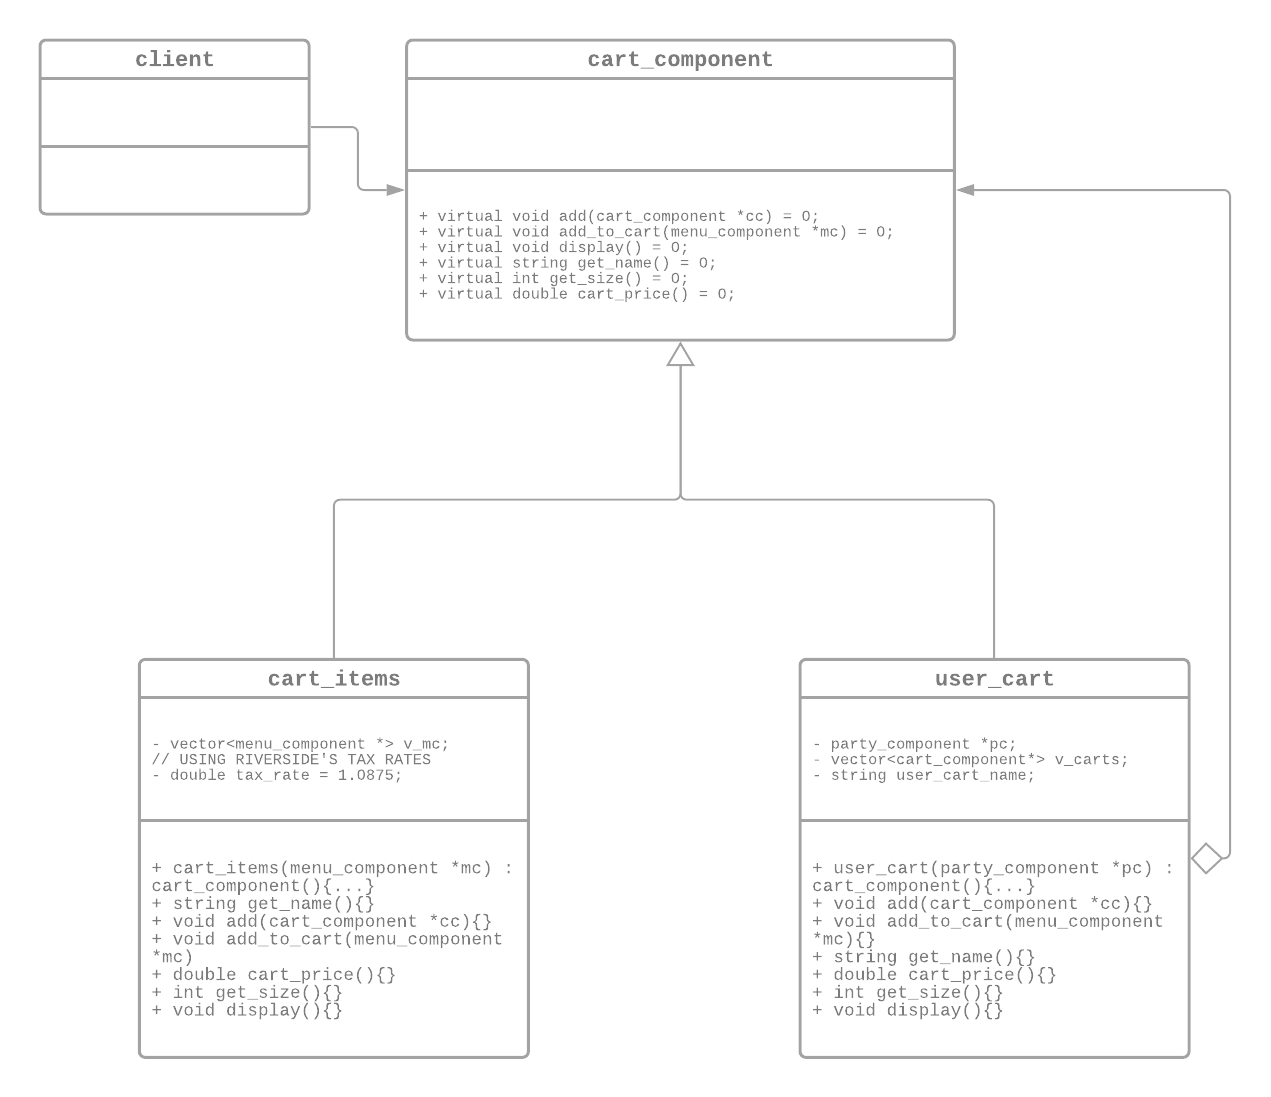 client
cart_component
+ virtual void add(cart_component *cc) = 0;
+ virtual void add_to_cart(menu_component *mc) = 0;
+ virtual void display() = 0;
+ virtual string get_name() = 0;
+ virtual int get_size() = 0;
+ virtual double cart_price() = 0;
cart_items
- vector<menu_component *> v_mc;
// USING RIVERSIDE'S TAX RATES
- double tax_rate = 1.0875;
+ cart_items(menu_component *mc) :
cart_component(){...}
+ string get_name(){}
+ void add(cart_component *cc){}
+ void add_to_cart(menu_component
*mc)
+ double cart_price(){}
+ int get_size(){}
+ void display(){}
user_cart
- party_component *pc;
- vector<cart_component*> v_carts;
- string user_cart_name;
+ user_cart(party_component *pc) :
cart_component(){...}
+ void add(cart_component *cc){}
+ void add_to_cart(menu_component
*mc){}
+ string get_name(){}
+ double cart_price(){}
+ int get_size(){}
+ void display(){}